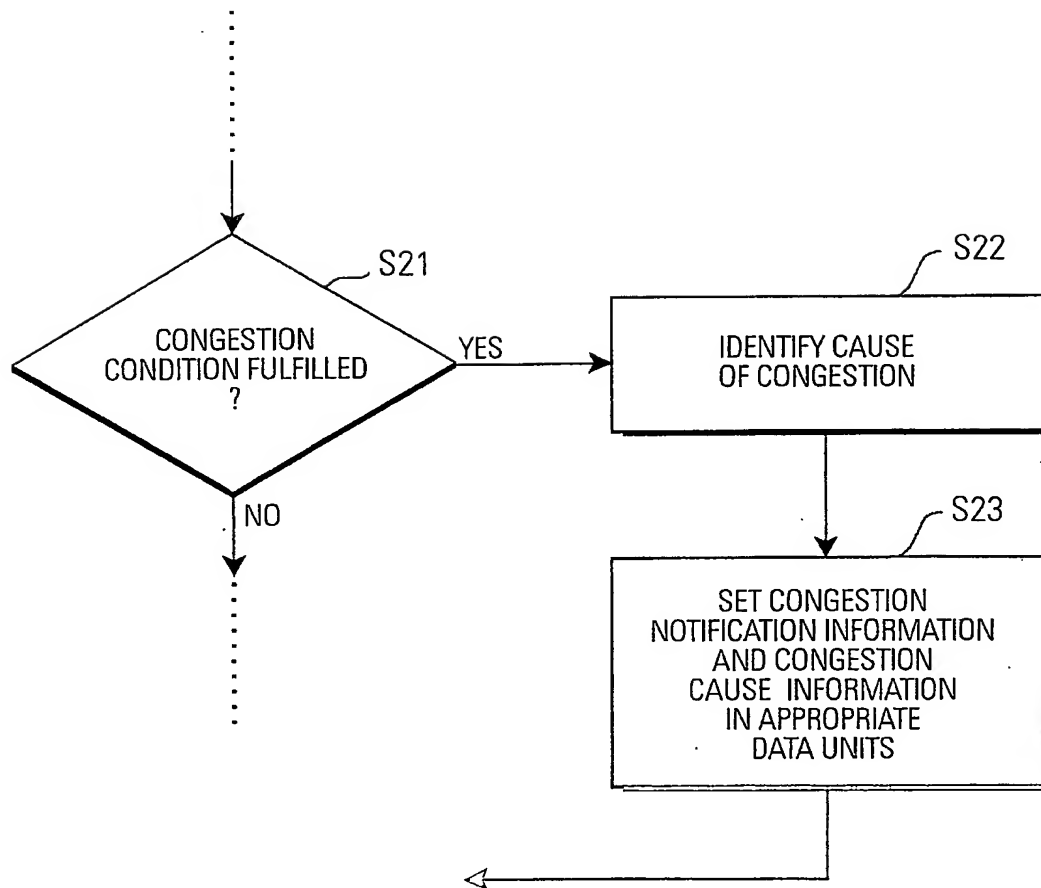 S21
CONGESTION
CONDITION FULFILLED
?
YES
NO
S22
IDENTIFY CAUSE
OF CONGESTION
S23
SET CONGESTION
NOTIFICATION INFORMATION
AND CONGESTION
CAUSE INFORMATION
IN APPROPRIATE
DATA UNITS